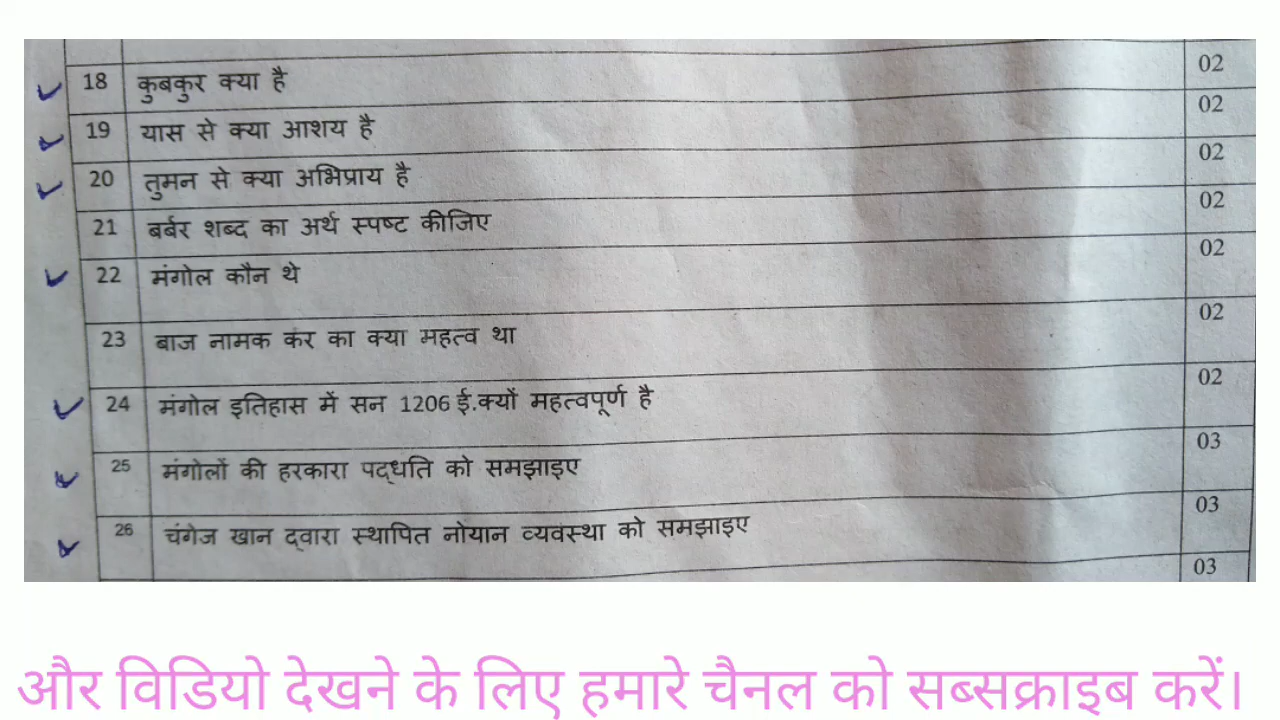 18 कुबकुर क्या है 02
19 यास से क्या आशय है 02
20 तुमन से क्या अभिप्राय है 02
21 बर्बर शब्द का अर्थ स्पष्ट कीजिए 02
22 मंगोल कौन थे 02
23 बाज नामक कर का क्या महत्व था 02
24 मंगोल इतिहास में सन 1206 ई.क्यों महत्वपूर्ण है 02
25 मंगोलों की हरकारा पद्धति को समझाइए 03
26 चंगेज खान द्वारा स्थापित नोयान व्यवस्था को समझाइए 03
03
और विडियो देखने के लिए हमारे चैनल को सब्सक्राइब करें।